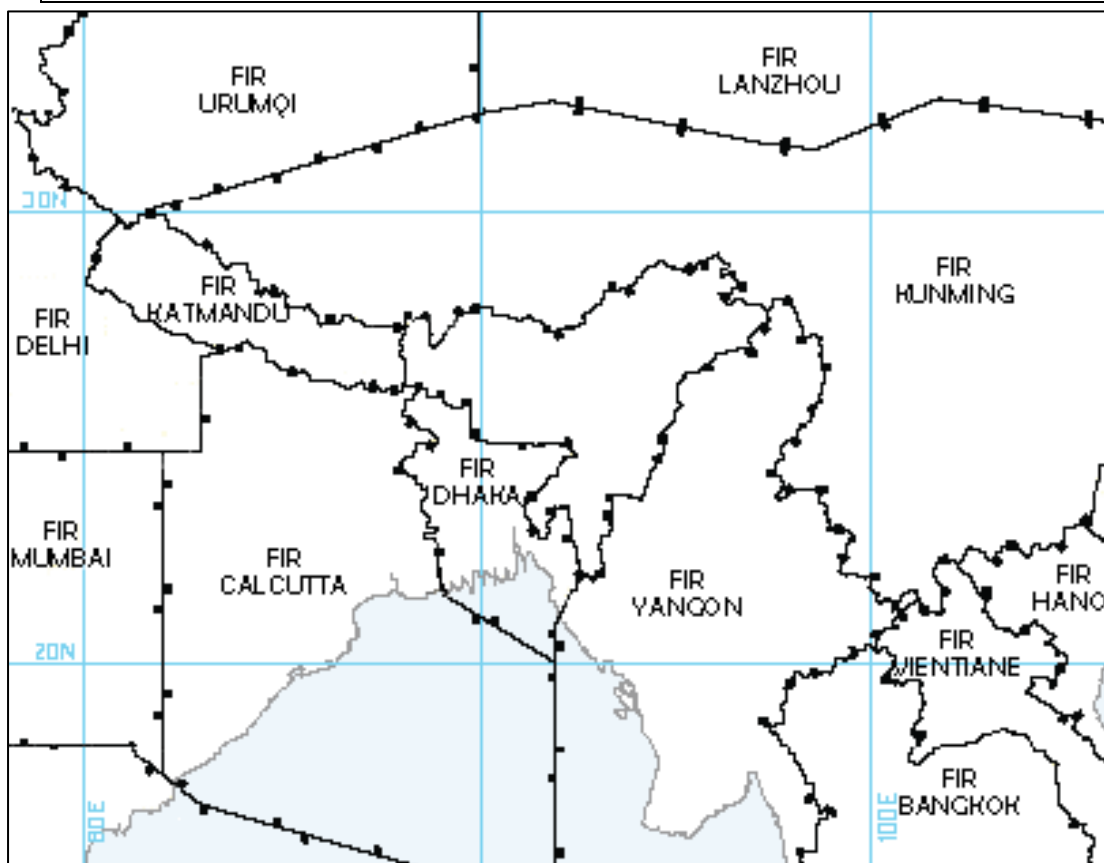 FIR
URUMQI
FIR
LANZHOU
30N
FIR
KATMANDU
FIR
KUNMING
FIR
DELHI
FIR
DHAKA
FIR
MUMBAI
FIR
CALCUTTA
FIR
YANGON
FIR
HANO
20N
FIR
VIENTIANE
FIR
BANGKOK
80E
100E